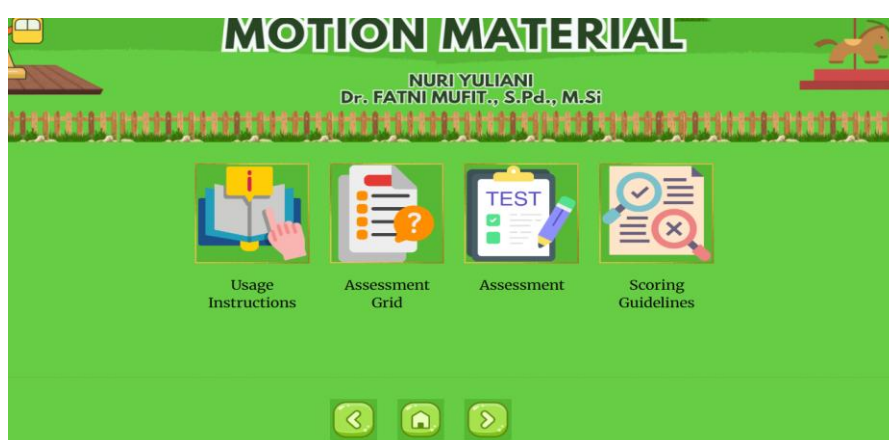 MOTION MATERIAL
NURI YULIANI
Dr. FATNI MUFIT., S.Pd., M.Si
TEST
Usage
Instructions
Assessment
Grid
Assessment
Scoring
Guidelines